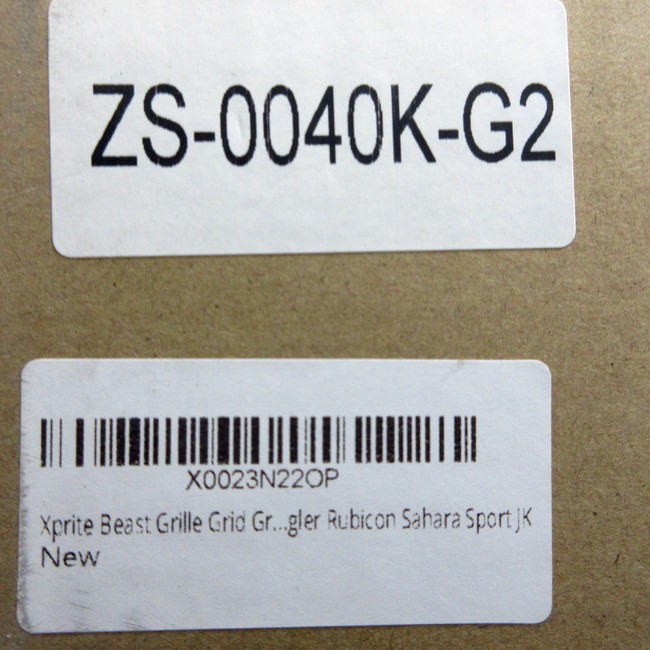 ZS-0040K-G2
X0023N22OP
Xprite Beast Grille Grid Gr...gler Rubicon Sahara Sport JK
New